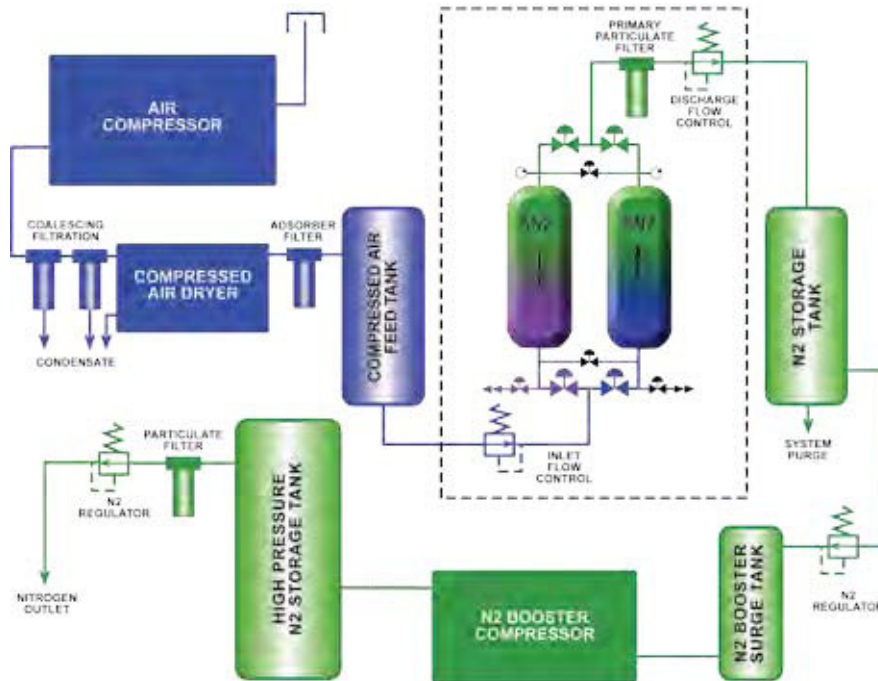 AIR
COMPRESSOR
PRIMARY
PARTICULATE
FILTER
DISCHARGE
FLOW
CONTROL
COALESCING
FILTRATION
ADSORBER
FILTER
COMPRESSED
AIR DRYER
CONDENSATE
COMPRESSED AIR
FEED TANK
N2 STORAGE
TANK
SYSTEM
PURGE
INLET
FLOW
CONTROL
PARTICULATE
FILTER
N2
REGULATOR
NITROGEN
OUTLET
HIGH PRESSURE
N2 STORAGE TANK
N2 BOOSTER
COMPRESSOR
N2 BOOSTER
SURGE TANK
N2
REGULATOR